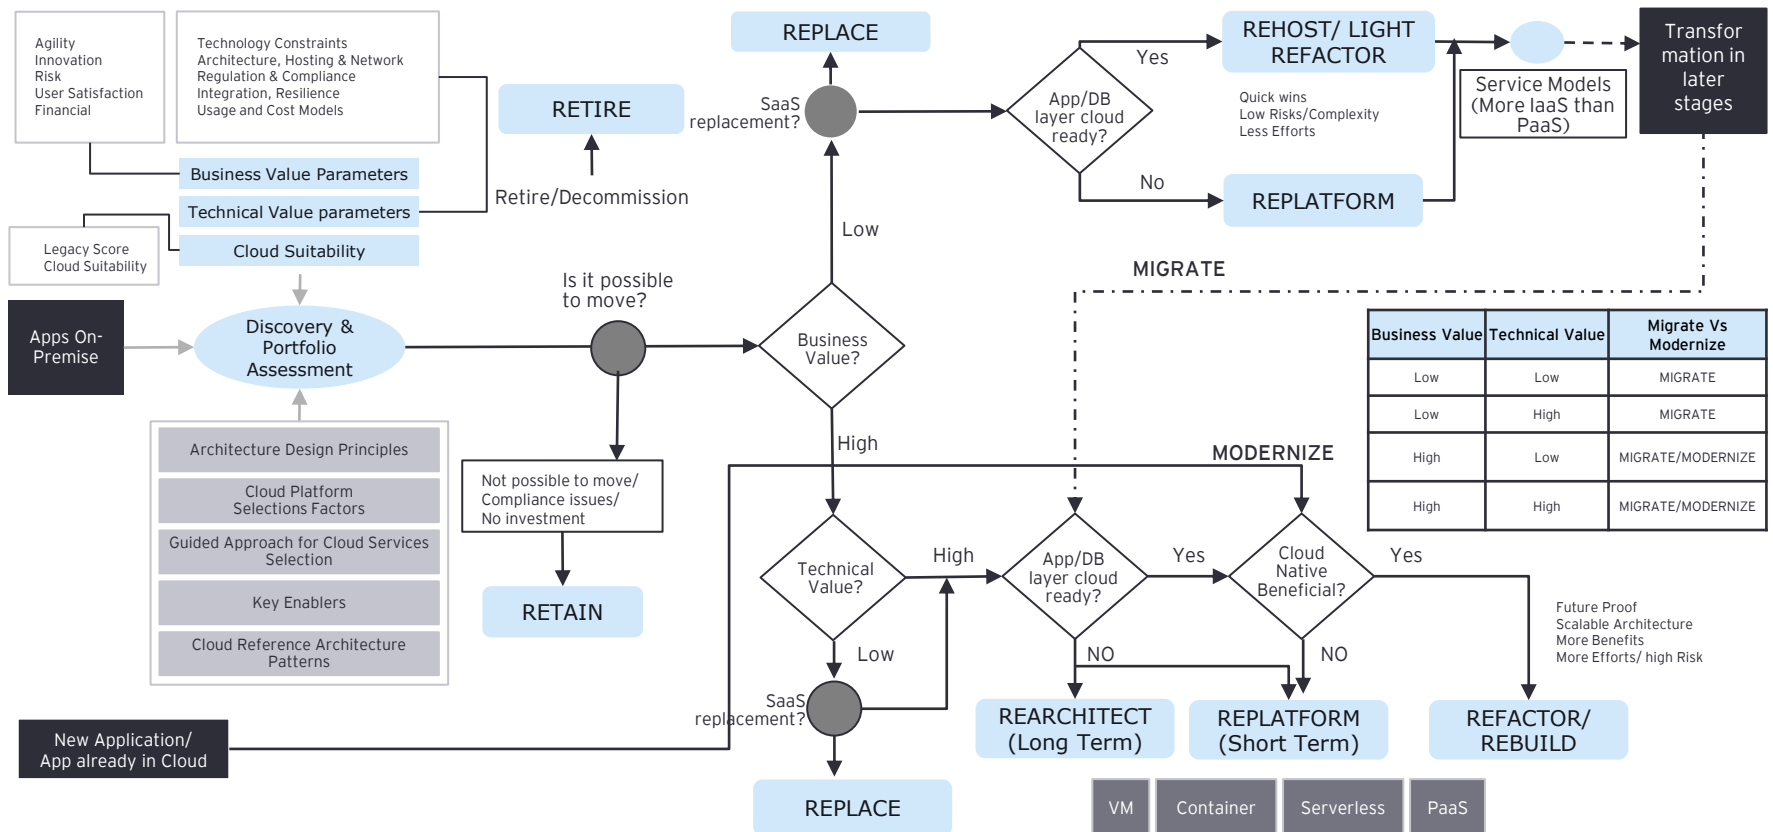 Agility
Innovation
Risk
User Satisfaction
Financial
Technology Constraints
Architecture, Hosting & Network
Regulation & Compliance
Integration, Resilience
Usage and Cost Models
Business Value Parameters
Technical Value parameters
Cloud Suitability
Legacy Score
Cloud Suitability
Apps On-
Premise
Discovery &
Portfolio
Assessment
Architecture Design Principles
Cloud Platform
Selections Factors
Guided Approach for Cloud Services
Selection
Key Enablers
Cloud Reference Architecture
Patterns
New Application/
App already in Cloud
RETIRE
Retire/Decommission
Is it possible
to move?
Not possible to move/
Compliance issues/
No investment
RETAIN
REPLACE
SaaS
replacement?
Low
Business
Value?
High
Technical
Value?
High
Low
SaaS
replacement?
REPLACE
App/DB
layer cloud
ready?
Yes
No
REHOST/ LIGHT
REFACTOR
Quick wins
Low Risks/Complexity
Less Efforts
REPLATFORM
Service Models
(More IaaS than
PaaS)
Transfor
mation in
later
stages
MIGRATE
MODERNIZE
App/DB
layer cloud
ready?
Yes
NO
Cloud
Native
Beneficial?
Yes
NO
REARCHITECT
(Long Term)
REPLATFORM
(Short Term)
REFACTOR/
REBUILD
Future Proof
Scalable Architecture
More Benefits
More Efforts/ high Risk
VM
Container
Serverless
PaaS
Business Value Technical Value Migrate Vs
Modernize
Low Low MIGRATE
Low High MIGRATE
High Low MIGRATE/MODERNIZE
High High MIGRATE/MODERNIZE